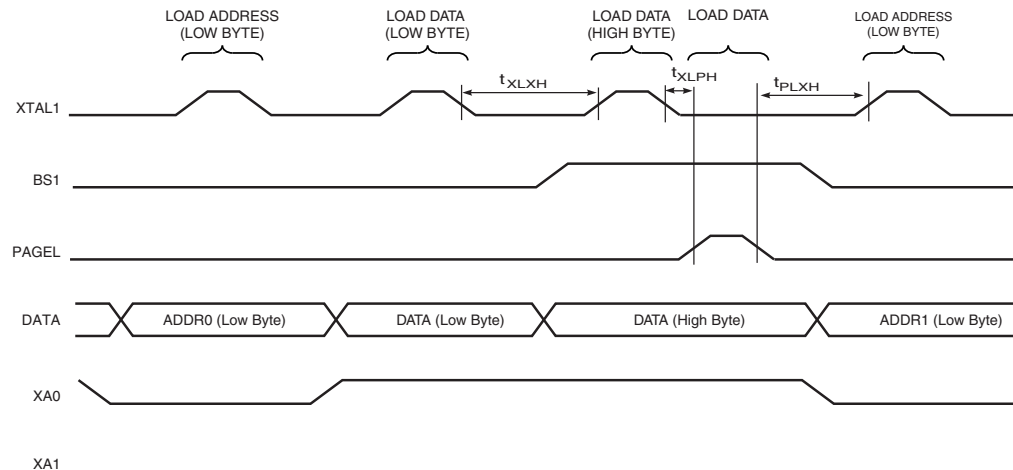 LOAD ADDRESS
(LOW BYTE)
LOAD DATA
(LOW BYTE)
LOAD DATA
(HIGH BYTE)
LOAD DATA
LOAD ADDRESS
(LOW BYTE)
tXLXH
tXLPH
tPLXH
XTAL1
BS1
PAGEL
DATA
ADDR0 (Low Byte)
DATA (Low Byte)
DATA (High Byte)
ADDR1 (Low Byte)
XA0
XA1